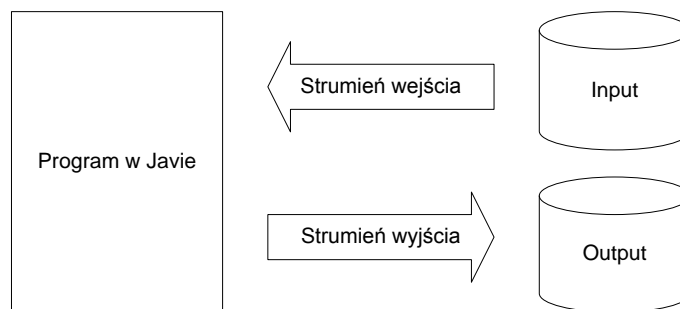 Program w Javie
Strumień wejścia
Input
Strumień wyjścia
Output